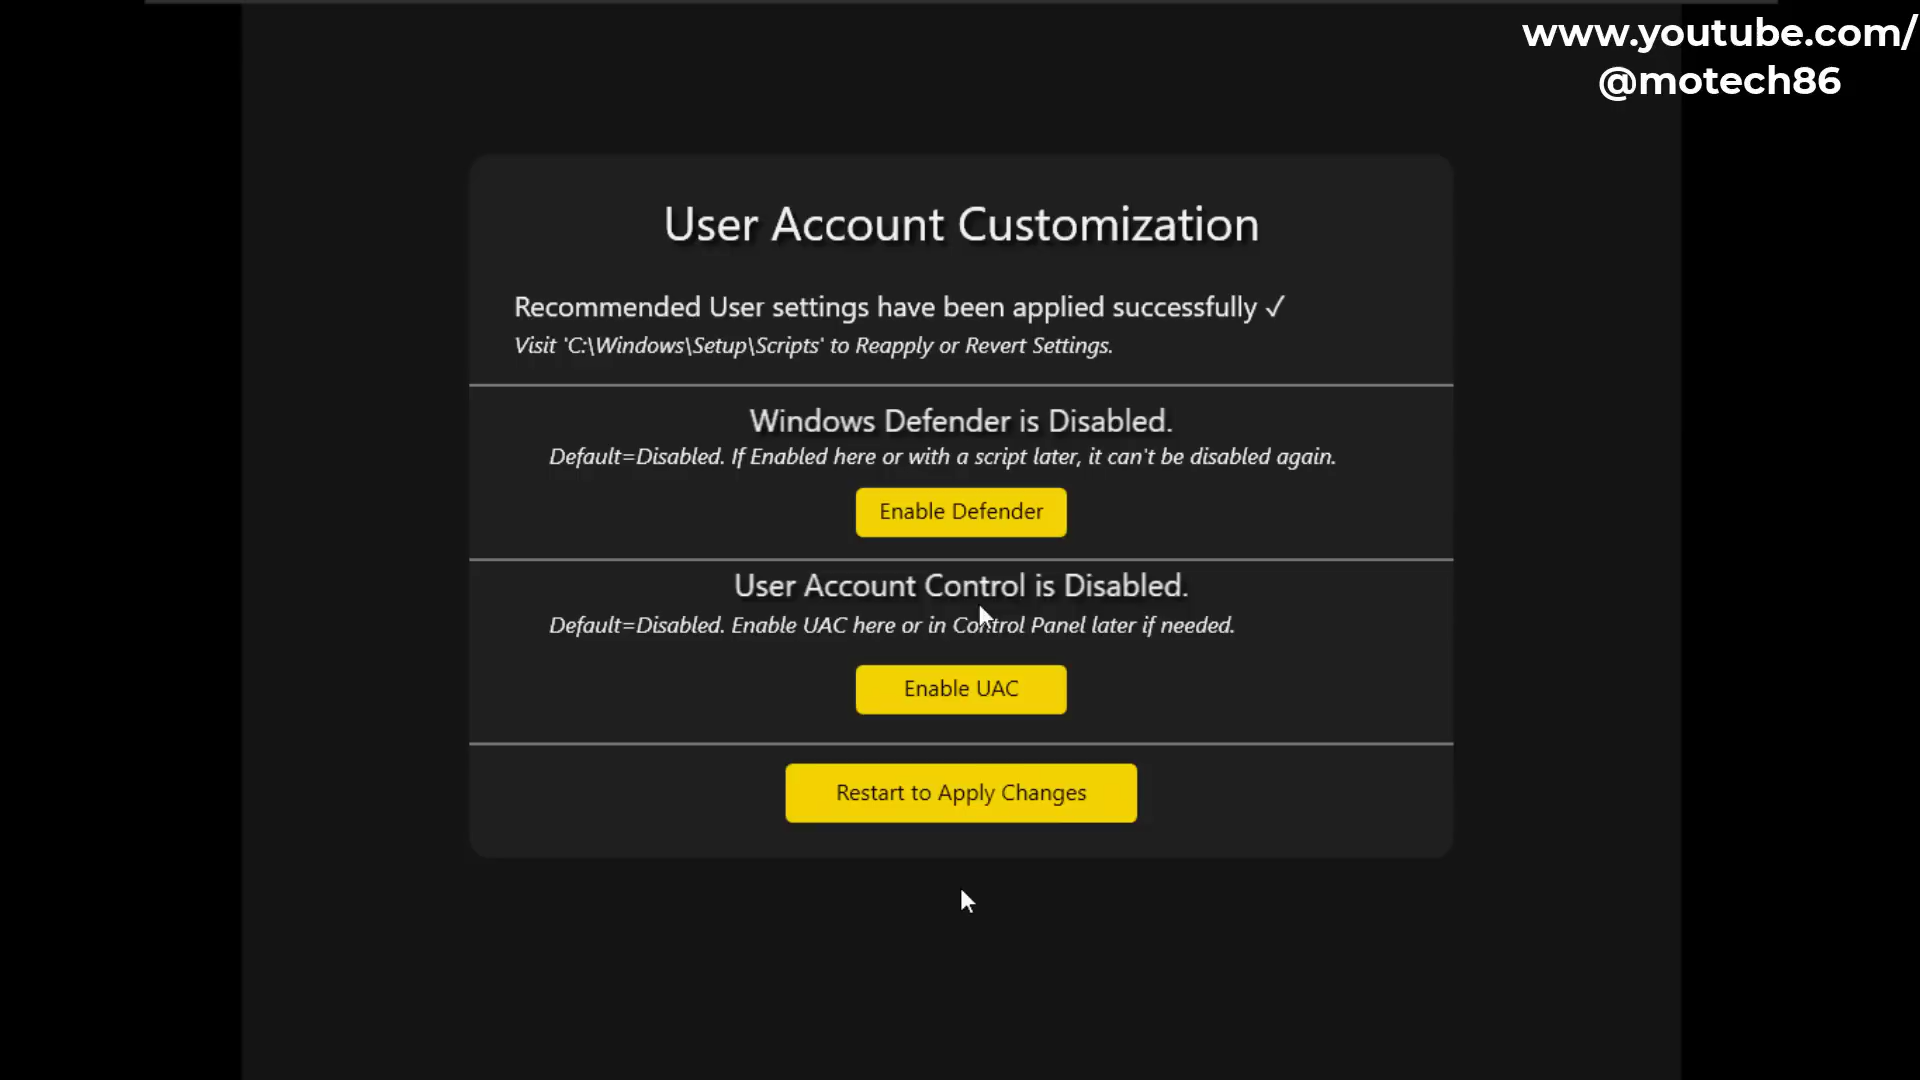 www.youtube.com/
@motech86
User Account Customization
Recommended User settings have been applied successfully ✓
Visit 'C:\Windows\Setup\Scripts' to Reapply or Revert Settings.
Windows Defender is Disabled.
Default=Disabled. If Enabled here or with a script later, it can't be disabled again.
Enable Defender
User Account Control is Disabled.
Default=Disabled. Enable UAC here or in Control Panel later if needed.
Enable UAC
Restart to Apply Changes